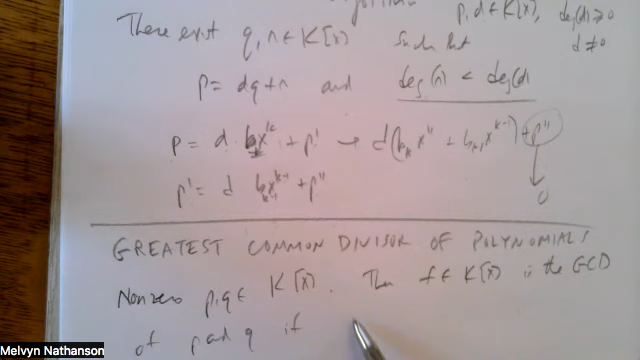 p, d ∈ K[x], deg(d) ≥ 0
There exist q, r ∈ K[x] such that d ≠ 0
p = dq + r and deg(r) < deg(d)
p = d b_k x^k + p' → d(b_k x^k + b_{k-1} x^{k-1}) + p''
p' = d b_{k-1} x^{k-1} + p'' 0
GREATEST COMMON DIVISOR OF POLYNOMIALS
Nonzero p, q ∈ K[x]. Then f ∈ K[x] is the GCD
of p and q if
Melvyn Nathanson